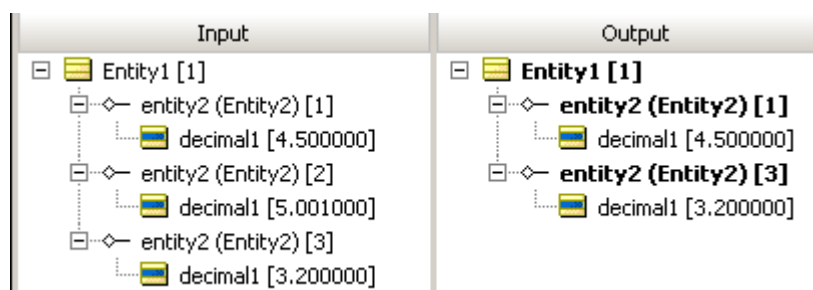 Input
Entity1 [1]
entity2 (Entity2) [1]
decimal1 [4.500000]
entity2 (Entity2) [2]
decimal1 [5.001000]
entity2 (Entity2) [3]
decimal1 [3.200000]
Output
Entity1 [1]
entity2 (Entity2) [1]
decimal1 [4.500000]
entity2 (Entity2) [3]
decimal1 [3.200000]